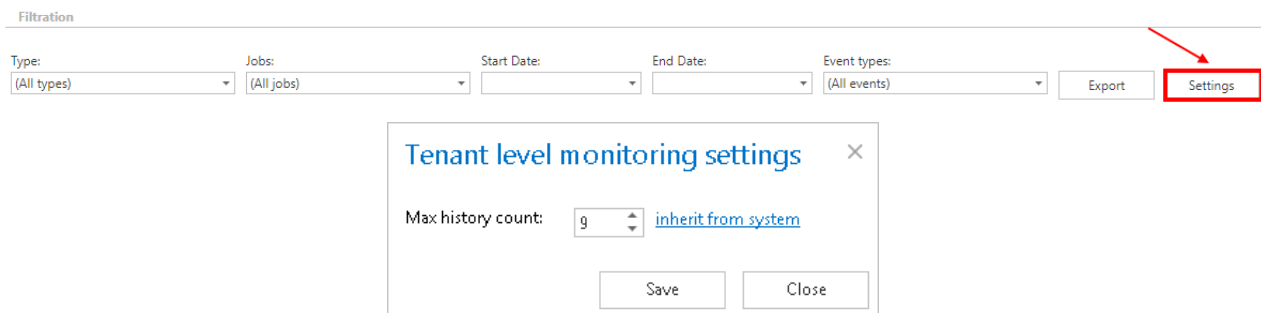 Filtration
Type: Jobs: Start Date: End Date: Event types:
(All types) (All jobs) (All events) Export Settings
Tenant level monitoring settings
Max history count: 9 inherit from system
Save Close